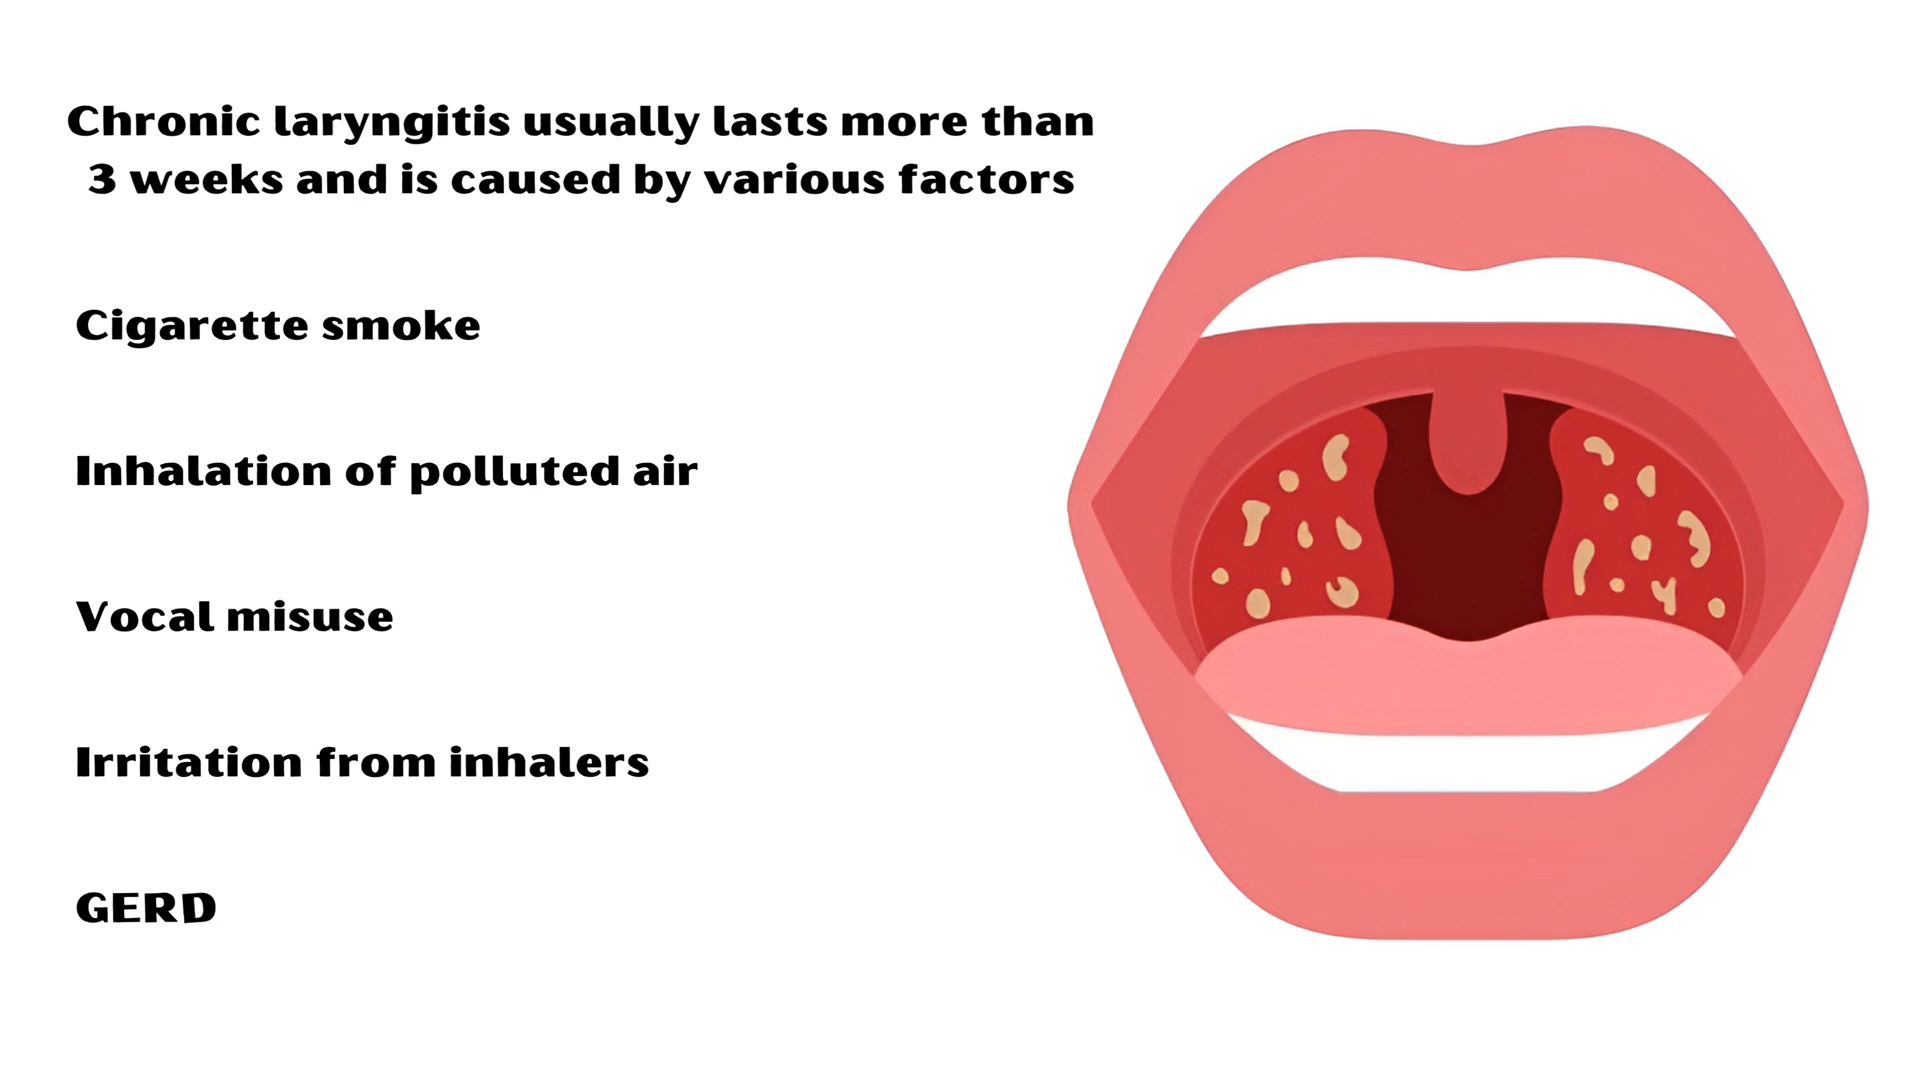 Chronic laryngitis usually lasts more than
3 weeks and is caused by various factors
Cigarette smoke
Inhalation of polluted air
Vocal misuse
Irritation from inhalers
GERD